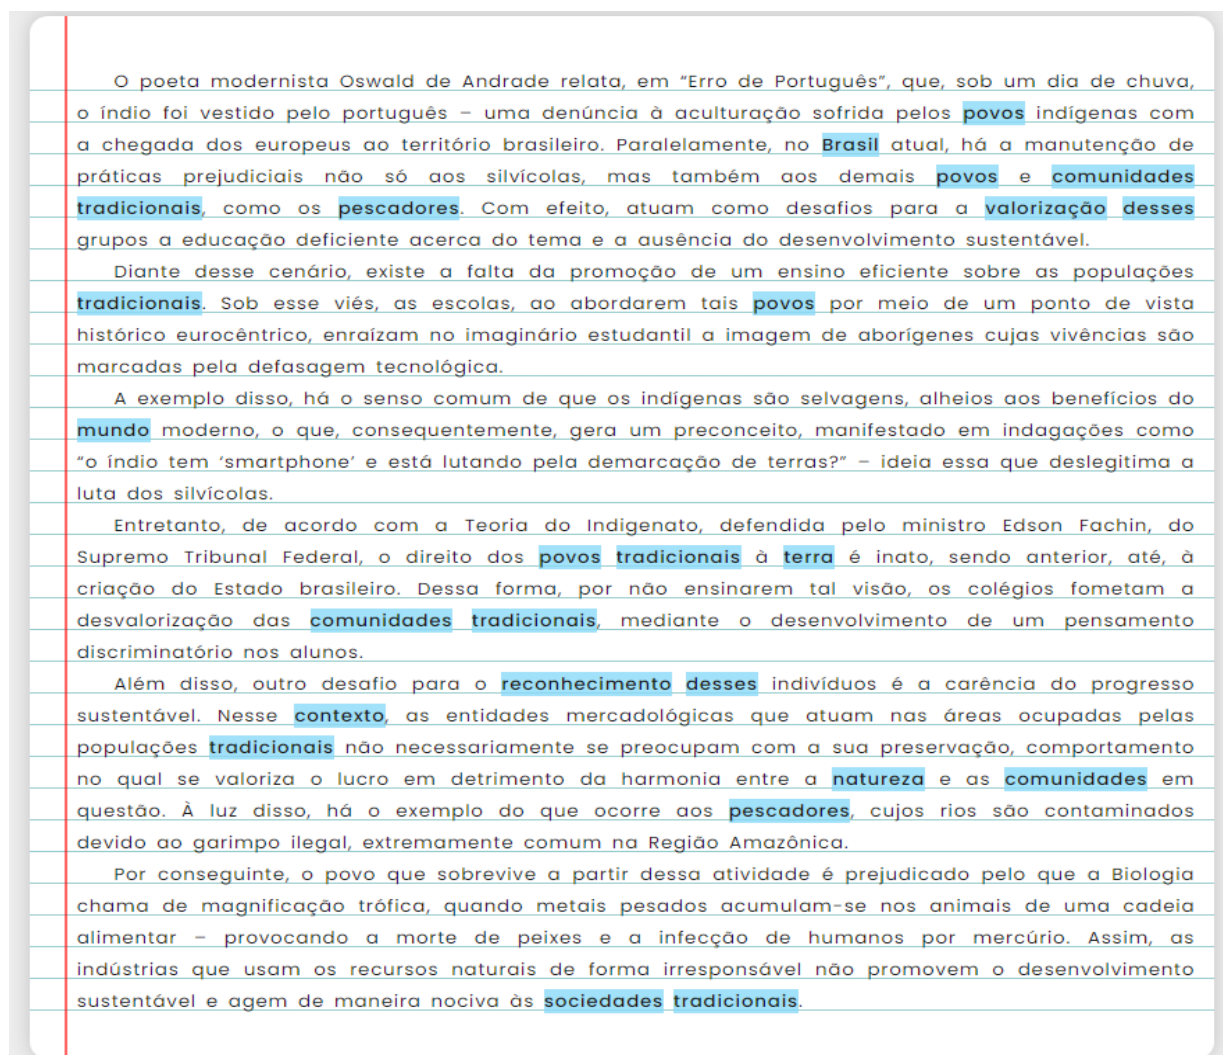 O poeta modernista Oswald de Andrade relata, em “Erro de Português”, que, sob um dia de chuva,
o índio foi vestido pelo português – uma denúncia à aculturação sofrida pelos povos indígenas com
a chegada dos europeus ao território brasileiro. Paralelamente, no Brasil atual, há a manutenção de
práticas prejudiciais não só aos silvícolas, mas também aos demais povos e comunidades
tradicionais, como os pescadores. Com efeito, atuam como desafios para a valorização desses
grupos a educação deficiente acerca do tema e a ausência do desenvolvimento sustentável.
Diante desse cenário, existe a falta da promoção de um ensino eficiente sobre as populações
tradicionais. Sob esse viés, as escolas, ao abordarem tais povos por meio de um ponto de vista
histórico eurocêntrico, enraízam no imaginário estudantil a imagem de aborígenes cujas vivências são
marcadas pela defasagem tecnológica.
A exemplo disso, há o senso comum de que os indígenas são selvagens, alheios aos benefícios do
mundo moderno, o que, consequentemente, gera um preconceito, manifestado em indagações como
“o índio tem ‘smartphone’ e está lutando pela demarcação de terras?” – ideia essa que deslegitima a
luta dos silvícolas.
Entretanto, de acordo com a Teoria do Indigenato, defendida pelo ministro Edson Fachin, do
Supremo Tribunal Federal, o direito dos povos tradicionais à terra é inato, sendo anterior, até, à
criação do Estado brasileiro. Dessa forma, por não ensinarem tal visão, os colégios fometam a
desvalorização das comunidades tradicionais, mediante o desenvolvimento de um pensamento
discriminatório nos alunos.
Além disso, outro desafio para o reconhecimento desses indivíduos é a carência do progresso
sustentável. Nesse contexto, as entidades mercadológicas que atuam nas áreas ocupadas pelas
populações tradicionais não necessariamente se preocupam com a sua preservação, comportamento
no qual se valoriza o lucro em detrimento da harmonia entre a natureza e as comunidades em
questão. À luz disso, há o exemplo do que ocorre aos pescadores, cujos rios são contaminados
devido ao garimpo ilegal, extremamente comum na Região Amazônica.
Por conseguinte, o povo que sobrevive a partir dessa atividade é prejudicado pelo que a Biologia
chama de magnificação trófica, quando metais pesados acumulam-se nos animais de uma cadeia
alimentar – provocando a morte de peixes e a infecção de humanos por mercúrio. Assim, as
indústrias que usam os recursos naturais de forma irresponsável não promovem o desenvolvimento
sustentável e agem de maneira nociva às sociedades tradicionais.